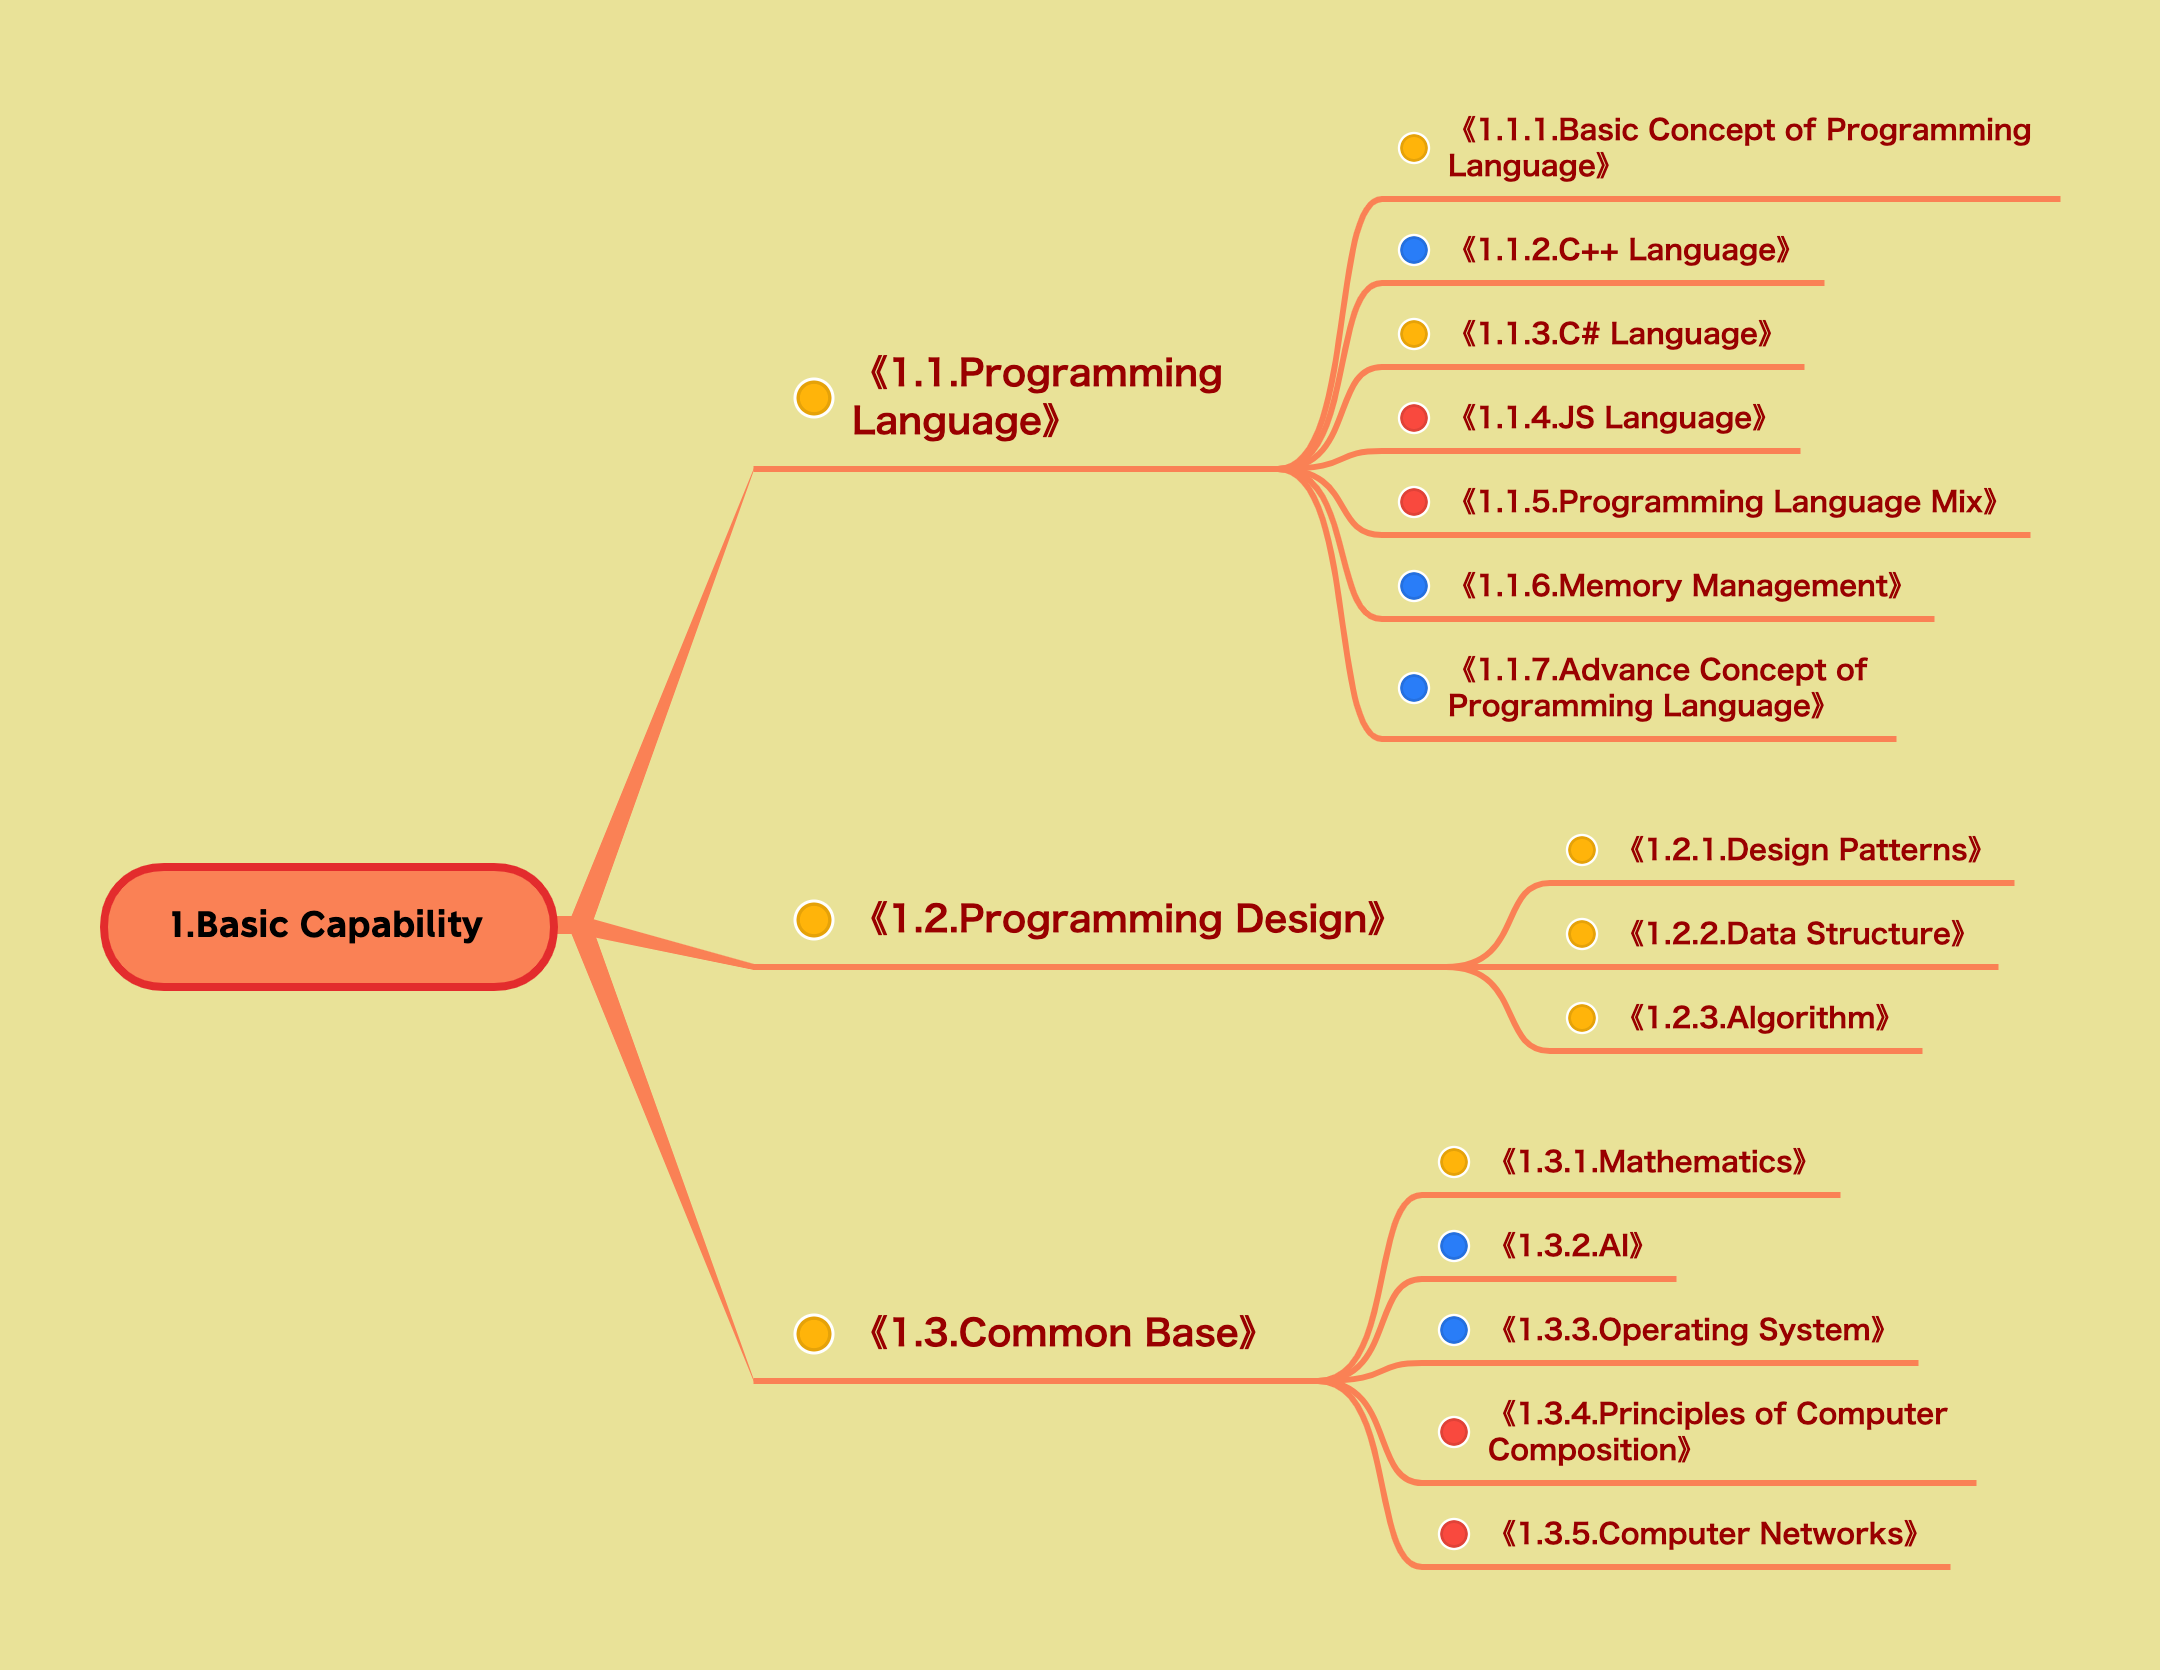 1.Basic Capability
《1.1.Programming
Language》
《1.1.1.Basic Concept of Programming
Language》
《1.1.2.C++ Language》
《1.1.3.C# Language》
《1.1.4.JS Language》
《1.1.5.Programming Language Mix》
《1.1.6.Memory Management》
《1.1.7.Advance Concept of
Programming Language》
《1.2.Programming Design》
《1.2.1.Design Patterns》
《1.2.2.Data Structure》
《1.2.3.Algorithm》
《1.3.Common Base》
《1.3.1.Mathematics》
《1.3.2.AI》
《1.3.3.Operating System》
《1.3.4.Principles of Computer
Composition》
《1.3.5.Computer Networks》